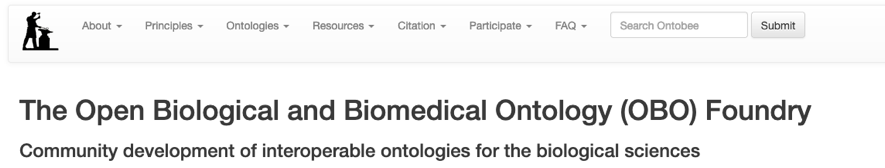 About Principles Ontologies Resources Citation Participate FAQ Search Ontobee Submit
The Open Biological and Biomedical Ontology (OBO) Foundry
Community development of interoperable ontologies for the biological sciences